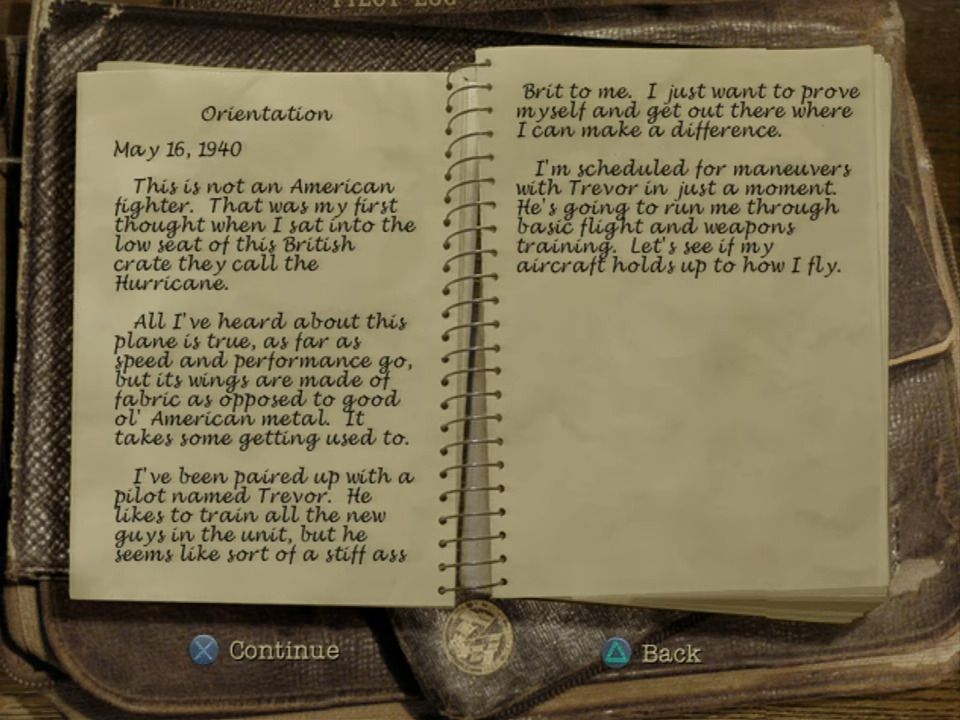 PILOT LOG
Orientation
May 16, 1940
This is not an American
fighter. That was my first
thought when I sat into the
low seat of this British
crate they call the
Hurricane.
All I've heard about this
plane is true, as far as
speed and performance go,
but its wings are made of
fabric as opposed to good
ol' American metal. It
takes some getting used to.
I've been paired up with a
pilot named Trevor. He
likes to train all the new
guys in the unit, but he
seems like sort of a stiff ass
Brit to me. I just want to prove
myself and get out there where
I can make a difference.
I'm scheduled for maneuvers
with Trevor in just a moment.
He's going to run me through
basic flight and weapons
training. Let's see if my
aircraft holds up to how I fly.
Continue
Back